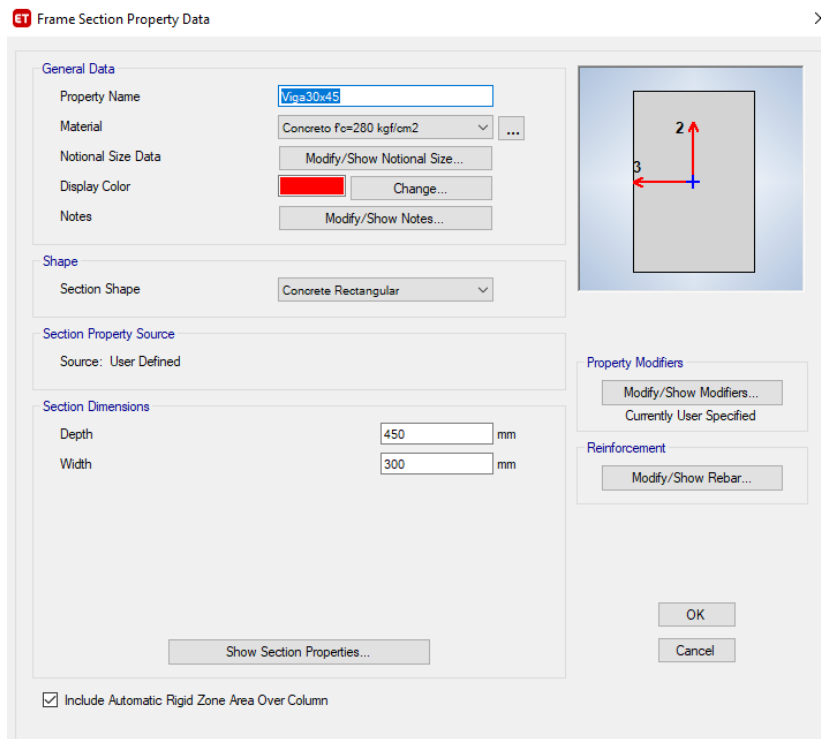 ET Frame Section Property Data
General Data
Property Name Viga30x45
Material Concreto f'c=280 kgf/cm2 ...
Notional Size Data Modify/Show Notional Size...
Display Color Change...
Notes Modify/Show Notes...
Shape
Section Shape Concrete Rectangular
Section Property Source
Source: User Defined
Section Dimensions
Depth 450 mm
Width 300 mm
Show Section Properties...
Include Automatic Rigid Zone Area Over Column
2
3
Property Modifiers
Modify/Show Modifiers...
Currently User Specified
Reinforcement
Modify/Show Rebar...
OK
Cancel